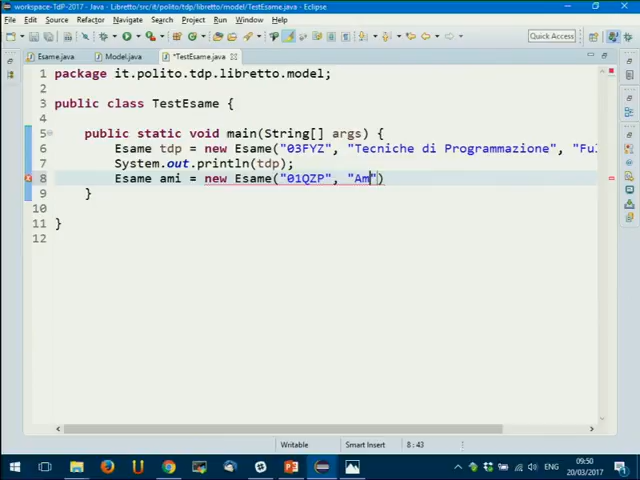 workspace-TdP-2017 - Java - Libretto/src/it/polito/tdp/libretto/model/TestEsame.java - Eclipse
File Edit Source Refactor Navigate Search Project Run Window Help
Quick Access
Esame.java Model.java *TestEsame.java
1 package it.polito.tdp.libretto.model;
2
3 public class TestEsame {
4
5 public static void main(String[] args) {
6 Esame tdp = new Esame("03FYZ", "Tecniche di Programmazione", "Ful
7 System.out.println(tdp);
8 Esame ami = new Esame("01QZP", "Am")
9 }
10
11 }
12
Writable Smart Insert 8 : 43
ENG 09:50
20/03/2017